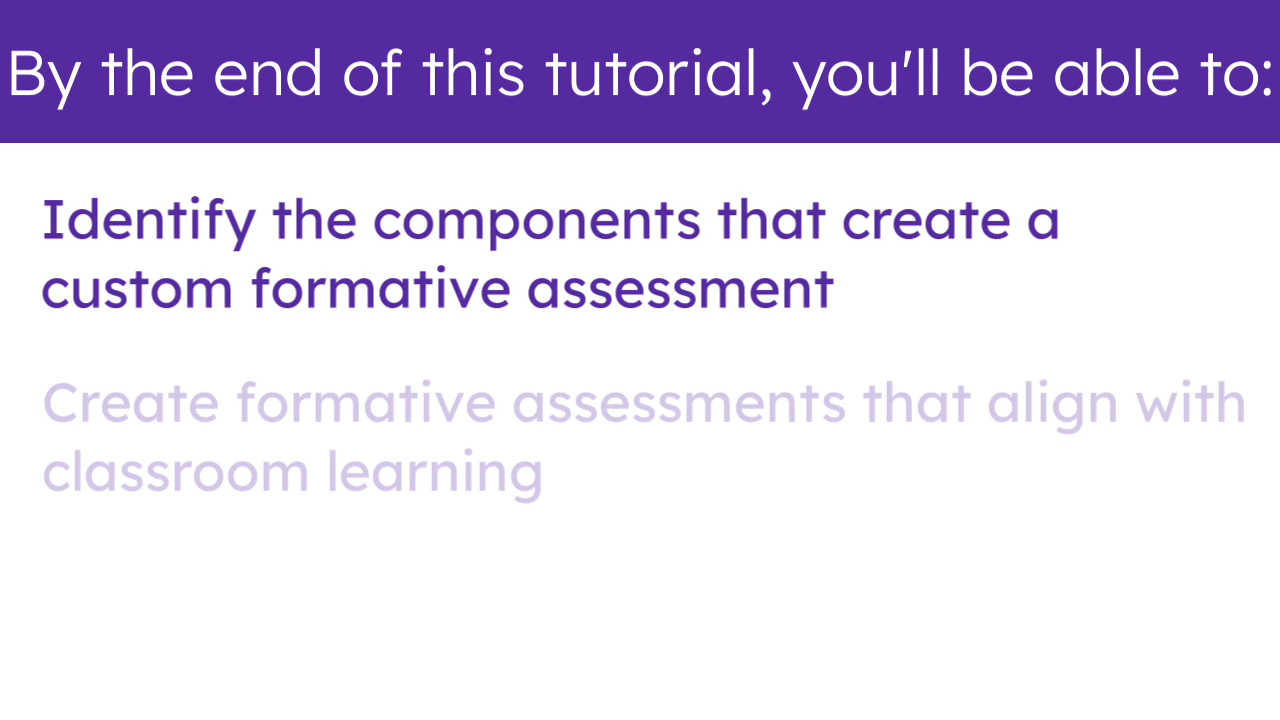 By the end of this tutorial, you'll be able to:
Identify the components that create a
custom formative assessment
Create formative assessments that align with
classroom learning